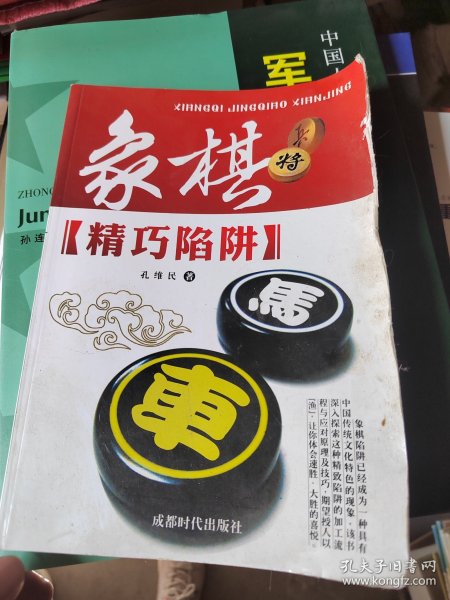 XIANGQI JINGQIAO XIANJING
象棋
兵
将
【精巧陷阱】
孔维民 著
馬
車
象棋陷阱已经成为一种具有
中国传统文化特色的现象。该书
深入探索这种精致陷阱的加工流
程与应对原理及技巧，期望授人以
“渔”，让你体会速胜、大胜的喜悦。
成都时代出版社
中国
军
ZHONG
Jun
孙连
孔夫子旧书网
www.kongfz.com